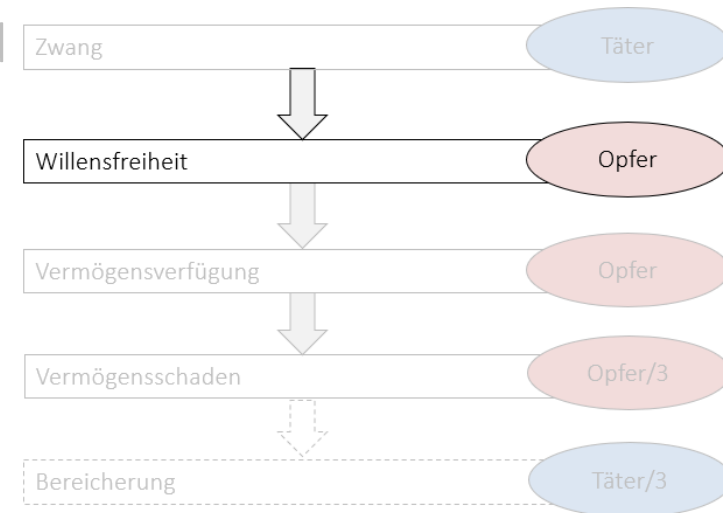 Zwang Täter
Willensfreiheit Opfer
Vermögensverfügung Opfer
Vermögensschaden Opfer/3
Bereicherung Täter/3